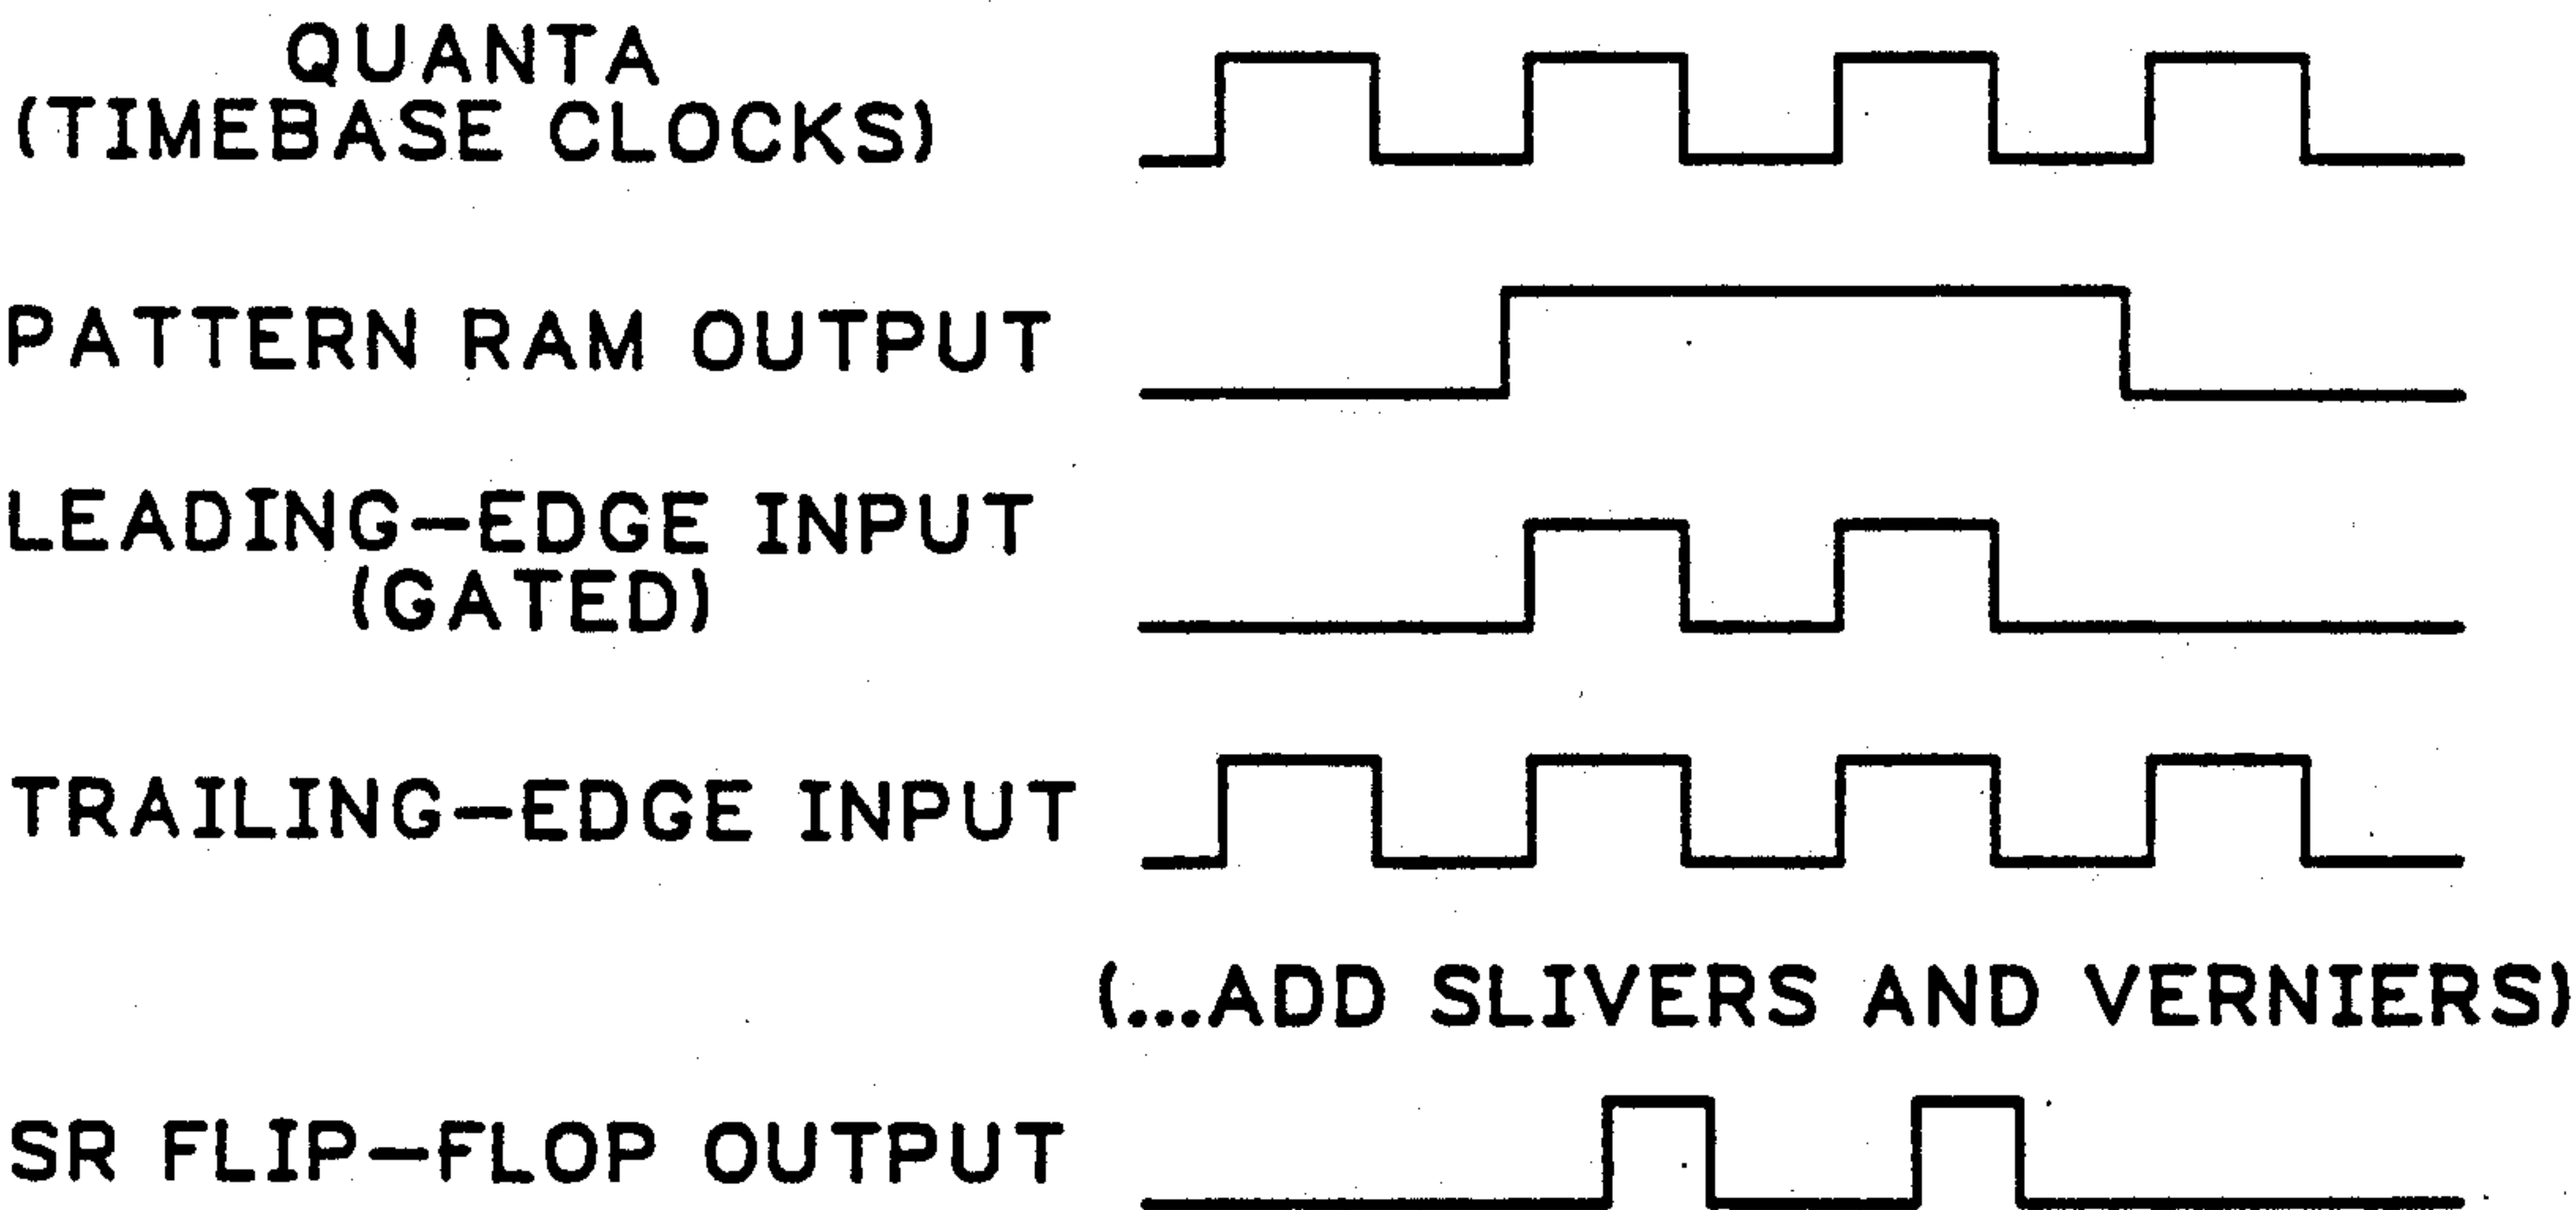 QUANTA
(TIMEBASE CLOCKS)
PATTERN RAM OUTPUT
LEADING-EDGE INPUT
(GATED)
TRAILING-EDGE INPUT
(...ADD SLIVERS AND VERNIERS)
SR FLIP-FLOP OUTPUT